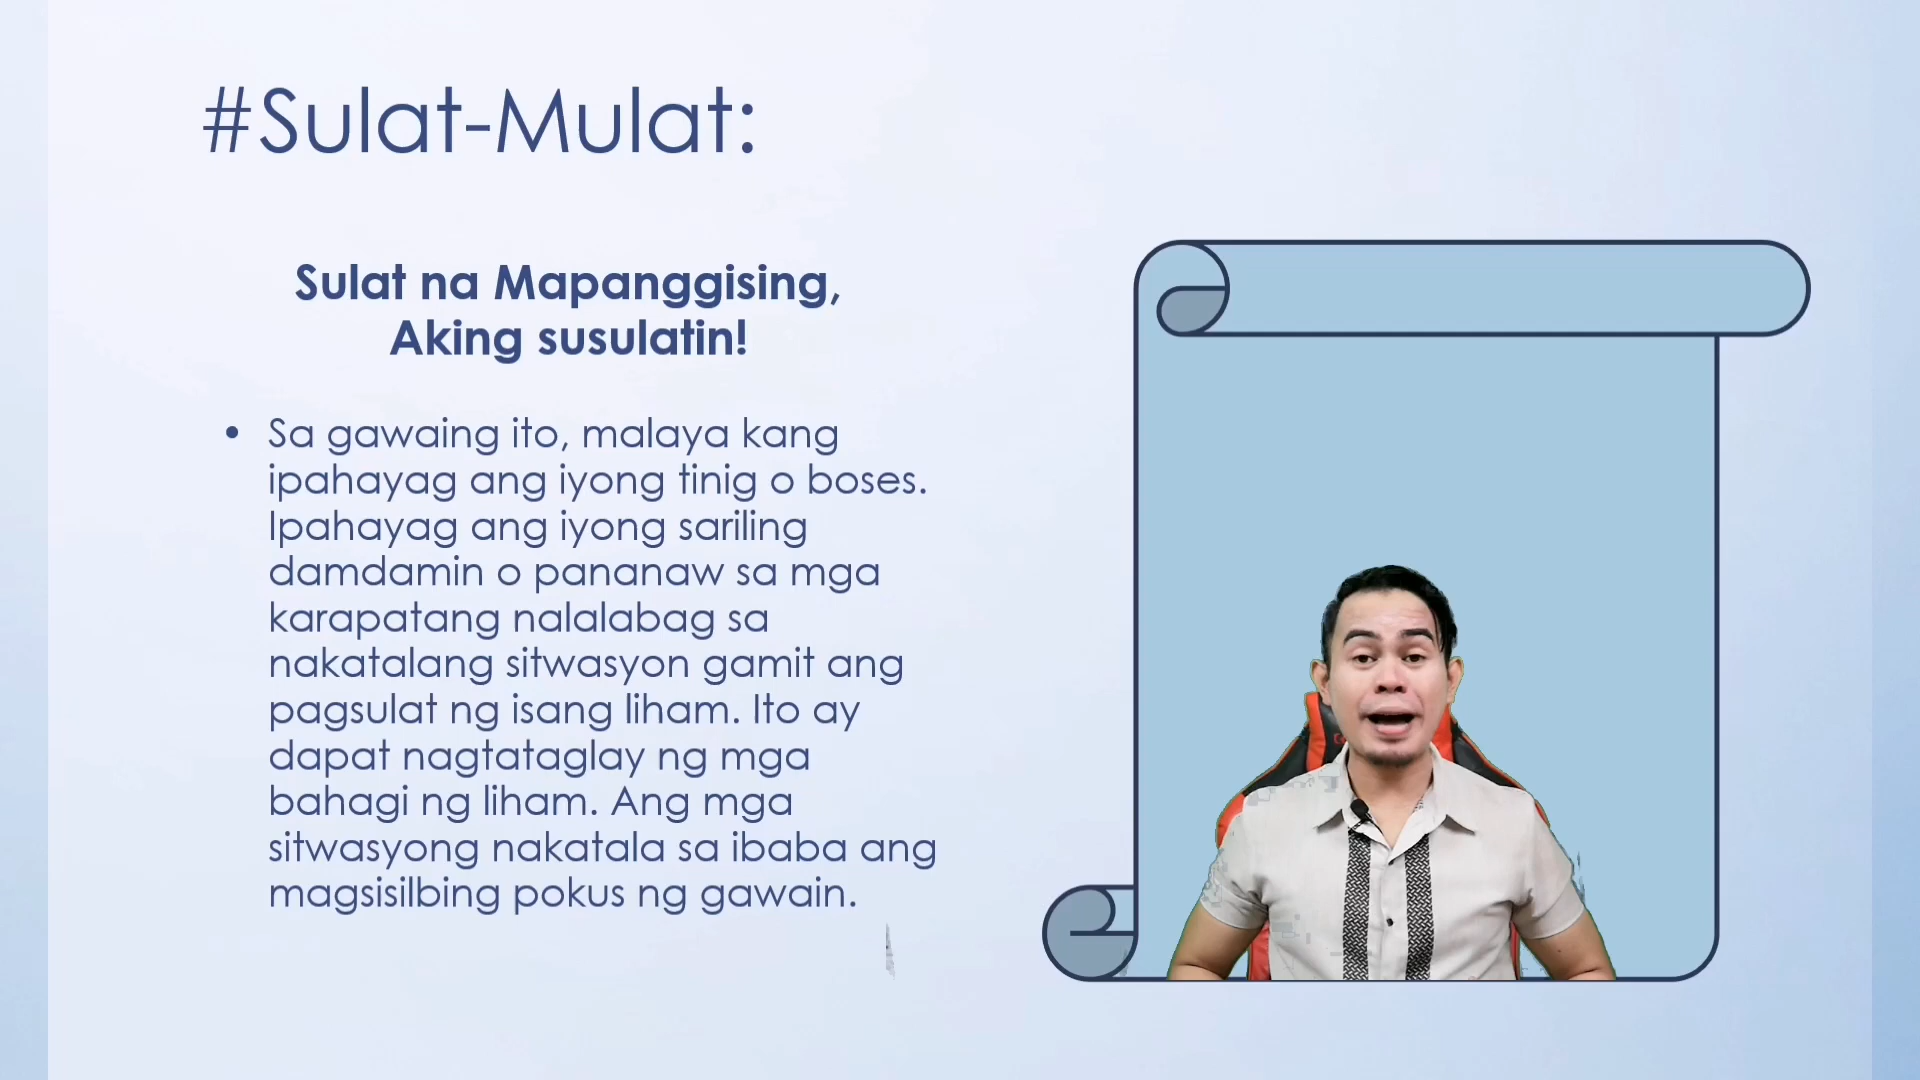 #Sulat-Mulat:
Sulat na Mapanggising,
Aking susulatin!
• Sa gawaing ito, malaya kang
ipahayag ang iyong tinig o boses.
Ipahayag ang iyong sariling
damdamin o pananaw sa mga
karapatang nalalabag sa
nakatalang sitwasyon gamit ang
pagsulat ng isang liham. Ito ay
dapat nagtataglay ng mga
bahagi ng liham. Ang mga
sitwasyong nakatala sa ibaba ang
magsisilbing pokus ng gawain.